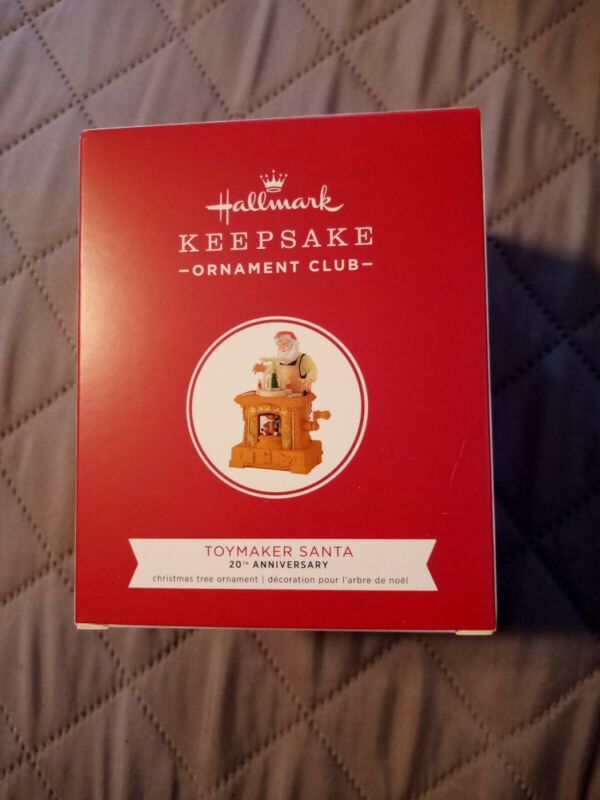 Hallmark
KEEPSAKE
–ORNAMENT CLUB–
TOYMAKER SANTA
20TH ANNIVERSARY
christmas tree ornament | décoration pour l'arbre de noël